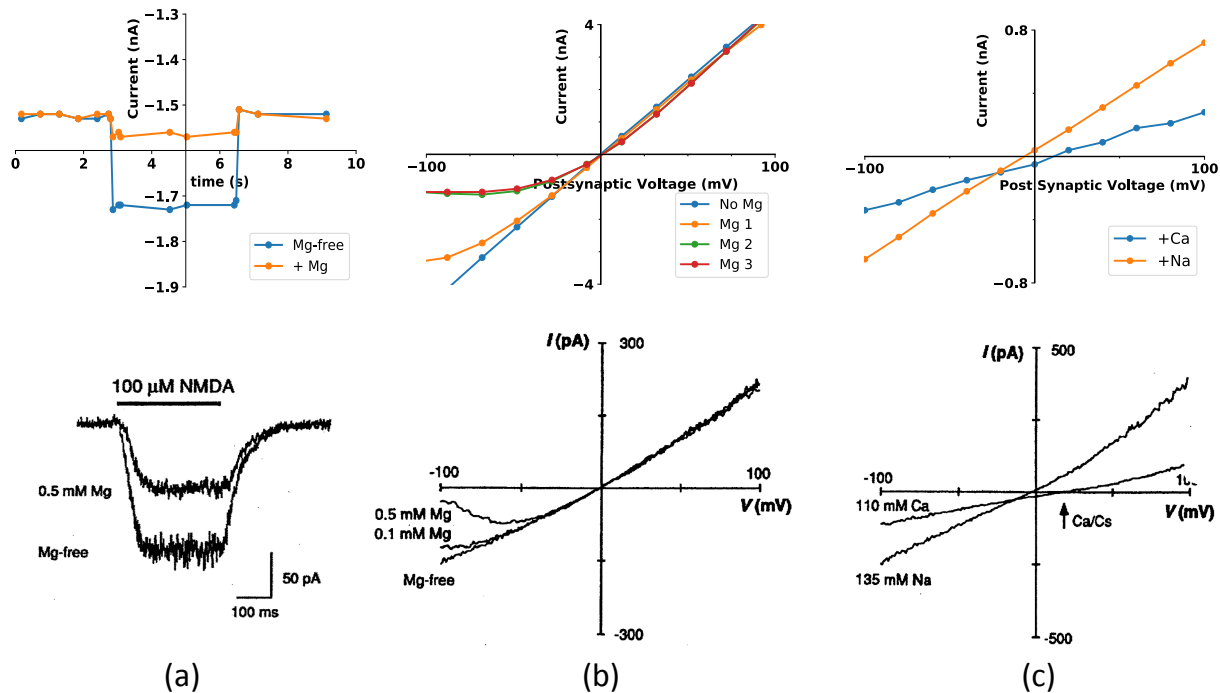 −1.3
Current (nA)
−1.4
−1.5
0 2 4 6 8 10
time (s)
−1.6
−1.7
−1.8
−1.9
Mg-free
+ Mg
4
Current (nA)
-100 100
Postsynaptic Voltage (mV)
No Mg
Mg 1
Mg 2
Mg 3
−4
0.8
Current (nA)
-100 100
Post Synaptic Voltage (mV)
+Ca
+Na
−0.8
100 μM NMDA
0.5 mM Mg
Mg-free
50 pA
100 ms
I (pA) 300
-100 100
V (mV)
0.5 mM Mg
0.1 mM Mg
Mg-free
-300
I (pA) 500
-100
V (mV)
110 mM Ca
Ca/Cs
135 mM Na
-500
(a) (b) (c)